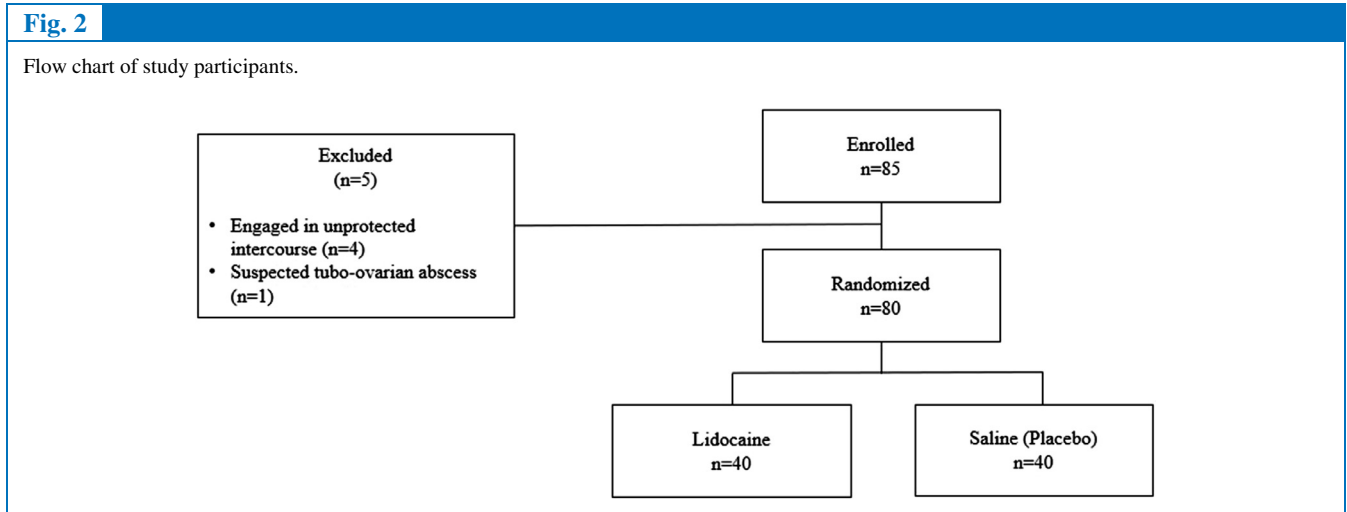 Fig. 2
Flow chart of study participants.
Enrolled
n=85
Excluded
(n=5)
• Engaged in unprotected
intercourse (n=4)
• Suspected tubo-ovarian abscess
(n=1)
Randomized
n=80
Lidocaine
n=40
Saline (Placebo)
n=40